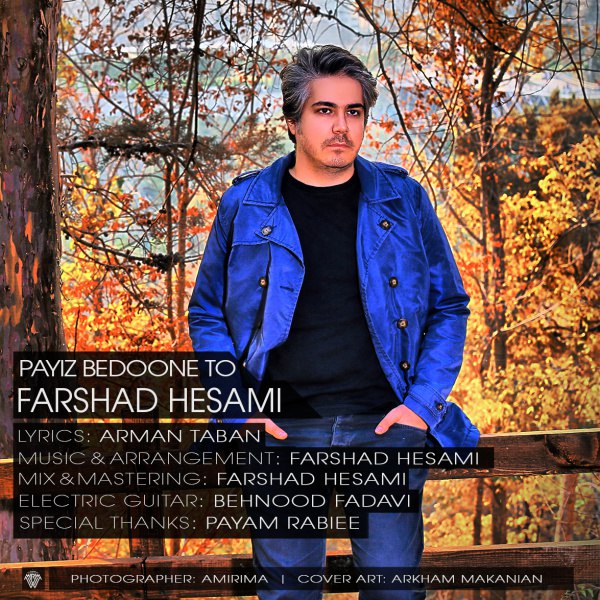 PAYIZ BEDOONE TO
FARSHAD HESAMI
LYRICS: ARMAN TABAN
MUSIC & ARRANGEMENT: FARSHAD HESAMI
MIX & MASTERING: FARSHAD HESAMI
ELECTRIC GUITAR: BEHNOOD FADAVI
SPECIAL THANKS: PAYAM RABIEE
PHOTOGRAPHER: AMIRIMA | COVER ART: ARKHAM MAKANIAN